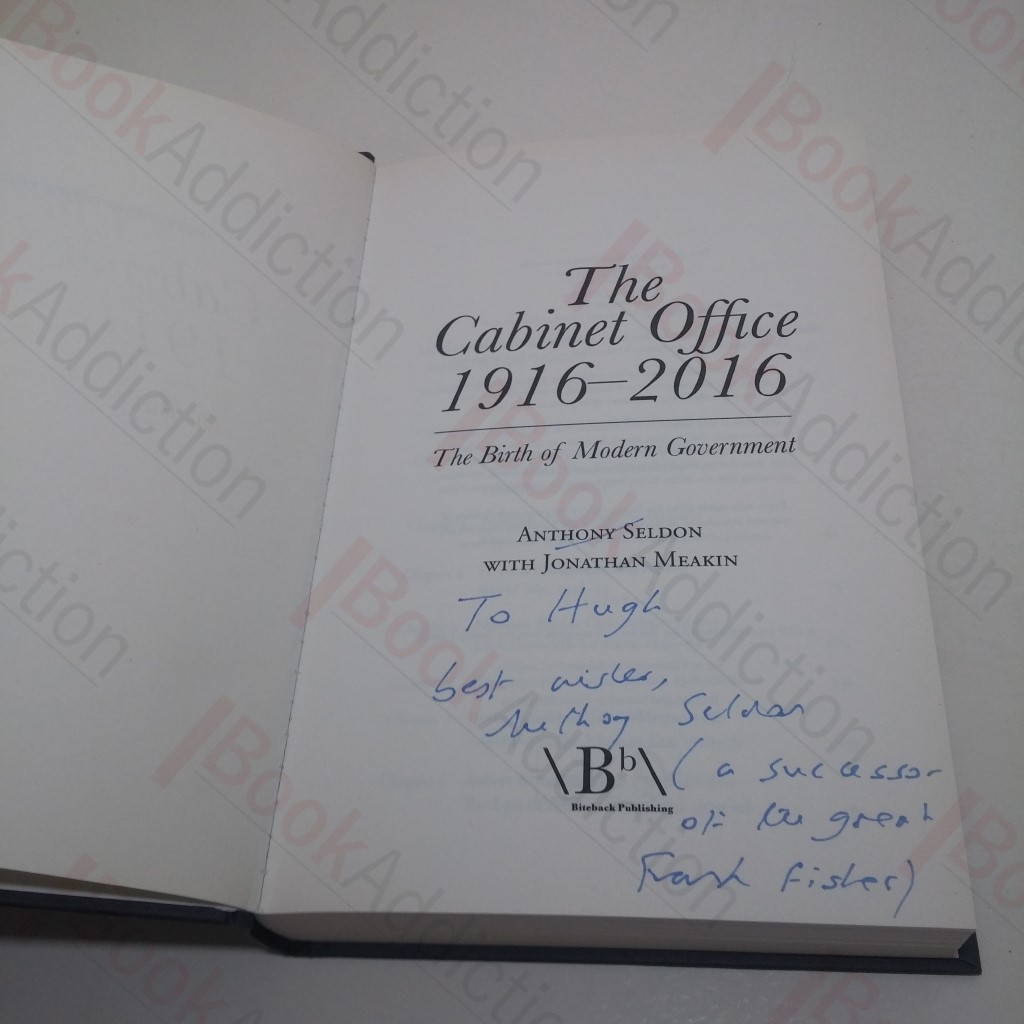 The
Cabinet Office
1916–2016
The Birth of Modern Government
ANTHONY SELDON
WITH JONATHAN MEAKIN
To Hugh
best wishes,
Anthony Seldon
\Bb\
Biteback Publishing
(a successor
of the great
Frank Fisher)
BookAddiction